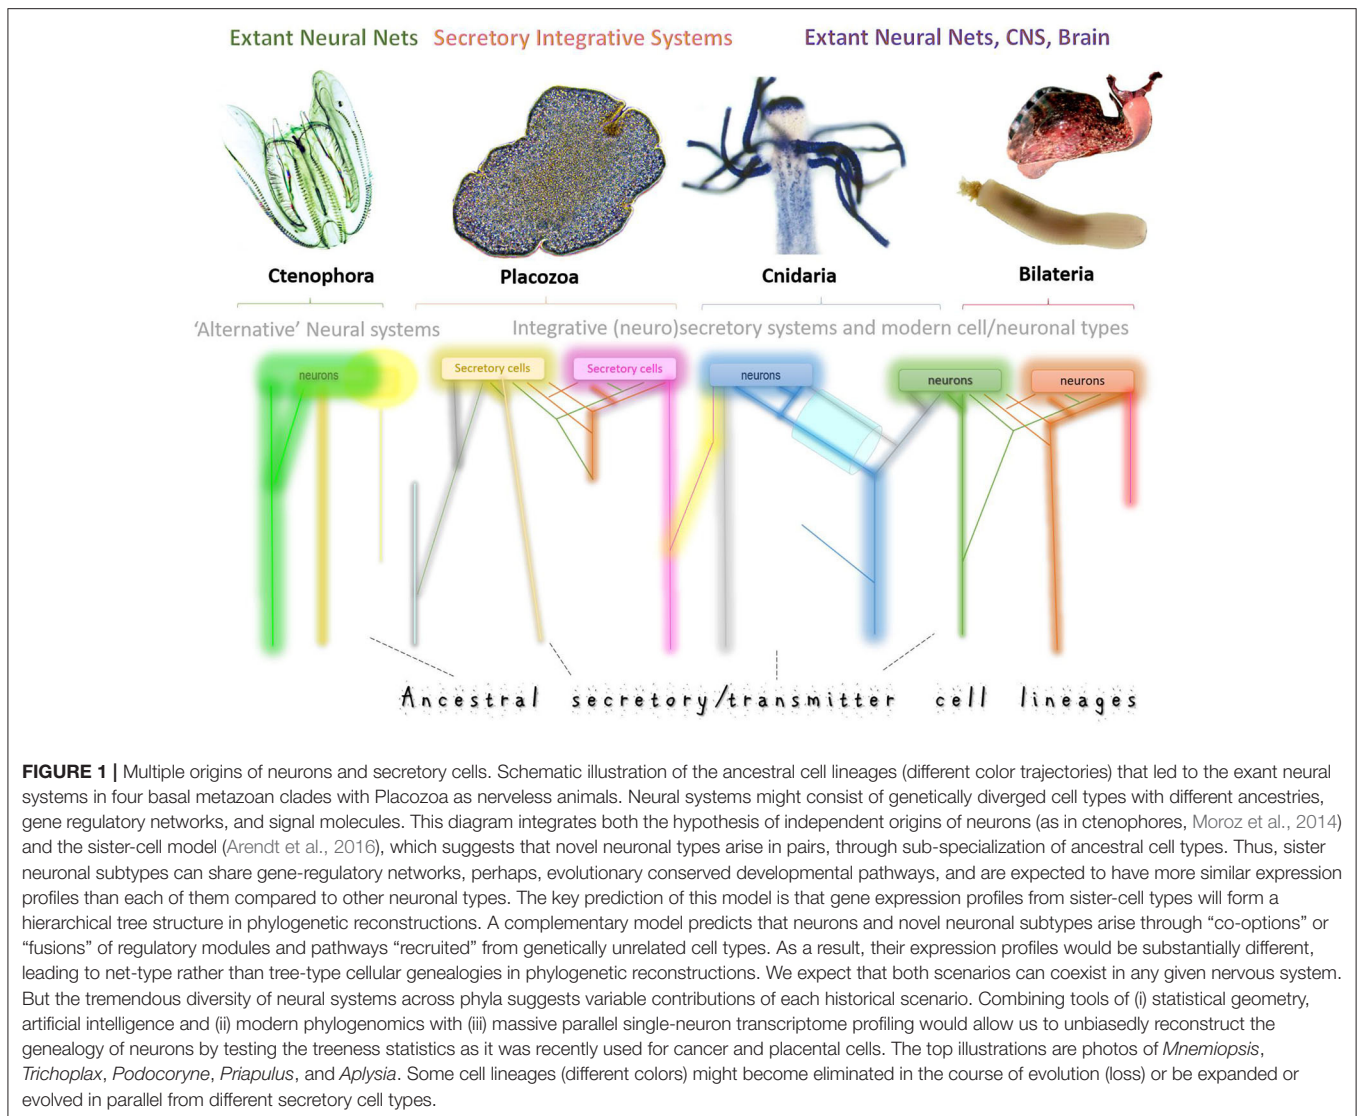 Extant Neural Nets Secretory Integrative Systems Extant Neural Nets, CNS, Brain
Ctenophora Placozoa Cnidaria Bilateria
‘Alternative’ Neural systems Integrative (neuro)secretory systems and modern cell/neuronal types
neurons Secretory cells Secretory cells neurons neurons neurons
Ancestral secretory/transmitter cell lineages
FIGURE 1 | Multiple origins of neurons and secretory cells. Schematic illustration of the ancestral cell lineages (different color trajectories) that led to the exant neural
systems in four basal metazoan clades with Placozoa as nerveless animals. Neural systems might consist of genetically diverged cell types with different ancestries,
gene regulatory networks, and signal molecules. This diagram integrates both the hypothesis of independent origins of neurons (as in ctenophores, Moroz et al., 2014)
and the sister-cell model (Arendt et al., 2016), which suggests that novel neuronal types arise in pairs, through sub-specialization of ancestral cell types. Thus, sister
neuronal subtypes can share gene-regulatory networks, perhaps, evolutionary conserved developmental pathways, and are expected to have more similar expression
profiles than each of them compared to other neuronal types. The key prediction of this model is that gene expression profiles from sister-cell types will form a
hierarchical tree structure in phylogenetic reconstructions. A complementary model predicts that neurons and novel neuronal subtypes arise through “co-options” or
“fusions” of regulatory modules and pathways “recruited” from genetically unrelated cell types. As a result, their expression profiles would be substantially different,
leading to net-type rather than tree-type cellular genealogies in phylogenetic reconstructions. We expect that both scenarios can coexist in any given nervous system.
But the tremendous diversity of neural systems across phyla suggests variable contributions of each historical scenario. Combining tools of (i) statistical geometry,
artificial intelligence and (ii) modern phylogenomics with (iii) massive parallel single-neuron transcriptome profiling would allow us to unbiasedly reconstruct the
genealogy of neurons by testing the treeness statistics as it was recently used for cancer and placental cells. The top illustrations are photos of Mnemiopsis,
Trichoplax, Podocoryne, Priapulus, and Aplysia. Some cell lineages (different colors) might become eliminated in the course of evolution (loss) or be expanded or
evolved in parallel from different secretory cell types.